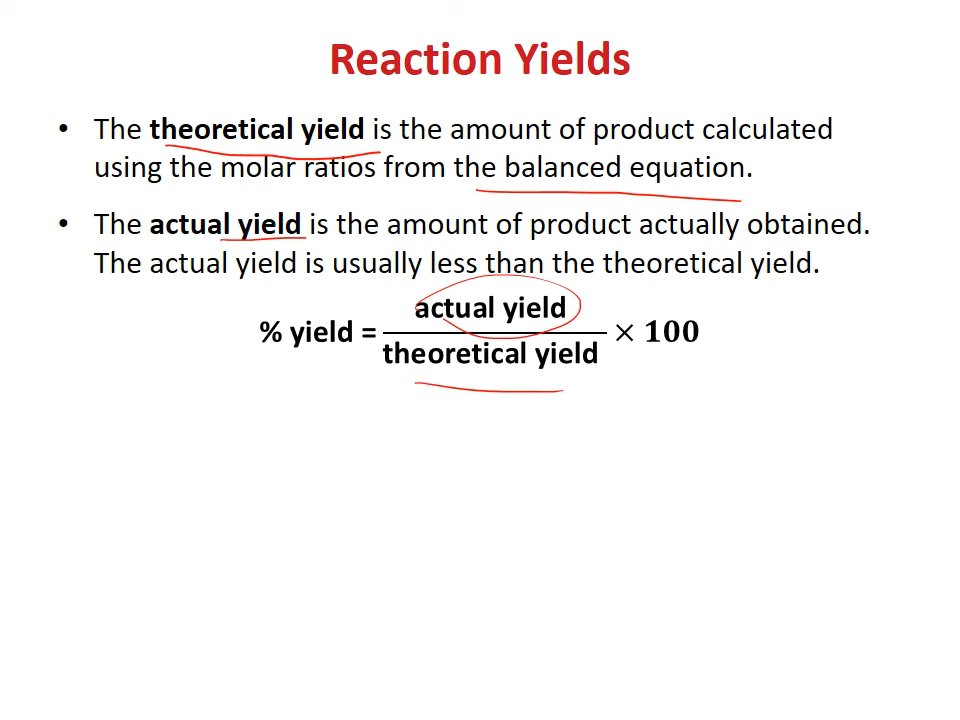 Reaction Yields
• The theoretical yield is the amount of product calculated
using the molar ratios from the balanced equation.
• The actual yield is the amount of product actually obtained.
The actual yield is usually less than the theoretical yield.
actual yield
% yield = × 100
theoretical yield